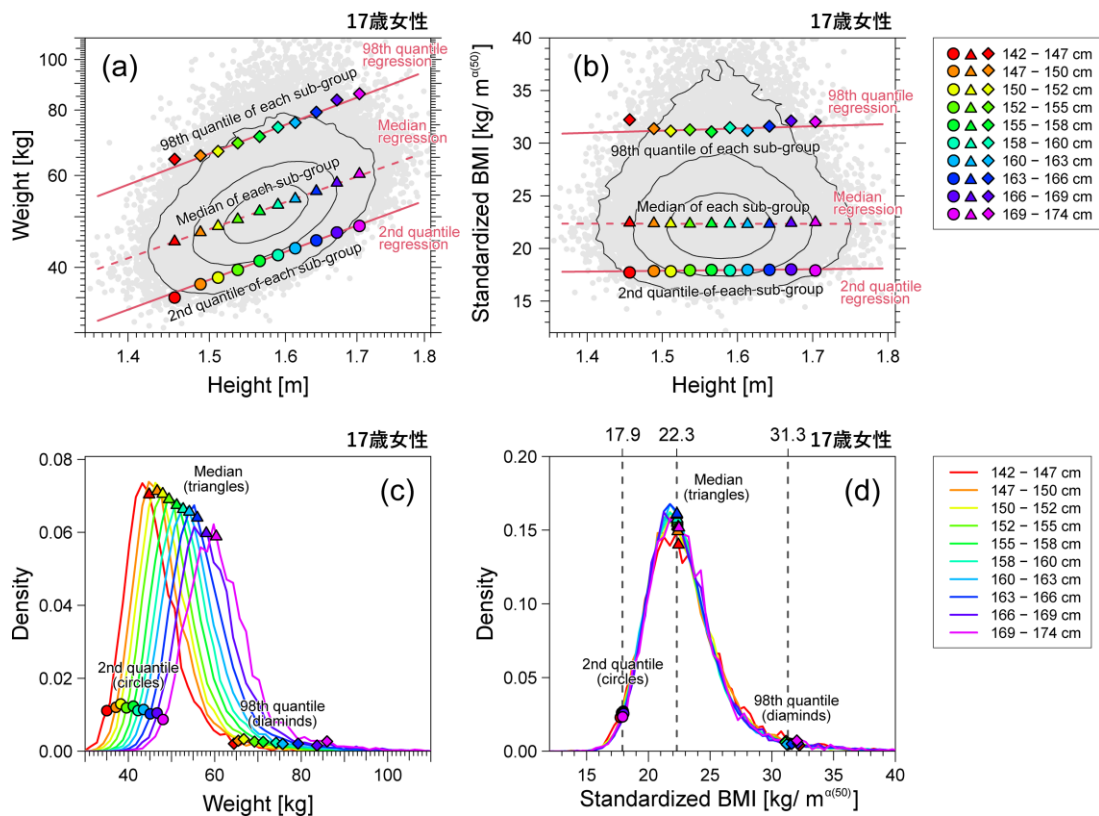 17歳女性
(a)
98th quantile
regression
98th quantile of each sub-group
Median
regression
Median of each sub-group
2nd quantile
regression
2nd quantile of each sub-group
Weight [kg]
100
80
60
40
1.4
1.5
1.6
1.7
1.8
Height [m]
17歳女性
(b)
98th quantile
regression
98th quantile of each sub-group
Median
regression
Median of each sub-group
2nd quantile of each sub-group
2nd quantile
regression
Standardized BMI [kg/ m^α(50)]
40
35
30
25
20
15
1.4
1.5
1.6
1.7
1.8
Height [m]
142 – 147 cm
147 – 150 cm
150 – 152 cm
152 – 155 cm
155 – 158 cm
158 – 160 cm
160 – 163 cm
163 – 166 cm
166 – 169 cm
169 – 174 cm
17歳女性
(c)
Median
(triangles)
2nd quantile
(circles)
98th quantile
(diaminds)
Density
0.08
0.06
0.04
0.02
0.00
40
60
80
100
Weight [kg]
17.9
22.3
31.3
17歳女性
(d)
Median
(triangles)
2nd quantile
(circles)
98th quantile
(diaminds)
Density
0.20
0.15
0.10
0.05
0.00
15
20
25
30
35
40
Standardized BMI [kg/ m^α(50)]
142 – 147 cm
147 – 150 cm
150 – 152 cm
152 – 155 cm
155 – 158 cm
158 – 160 cm
160 – 163 cm
163 – 166 cm
166 – 169 cm
169 – 174 cm